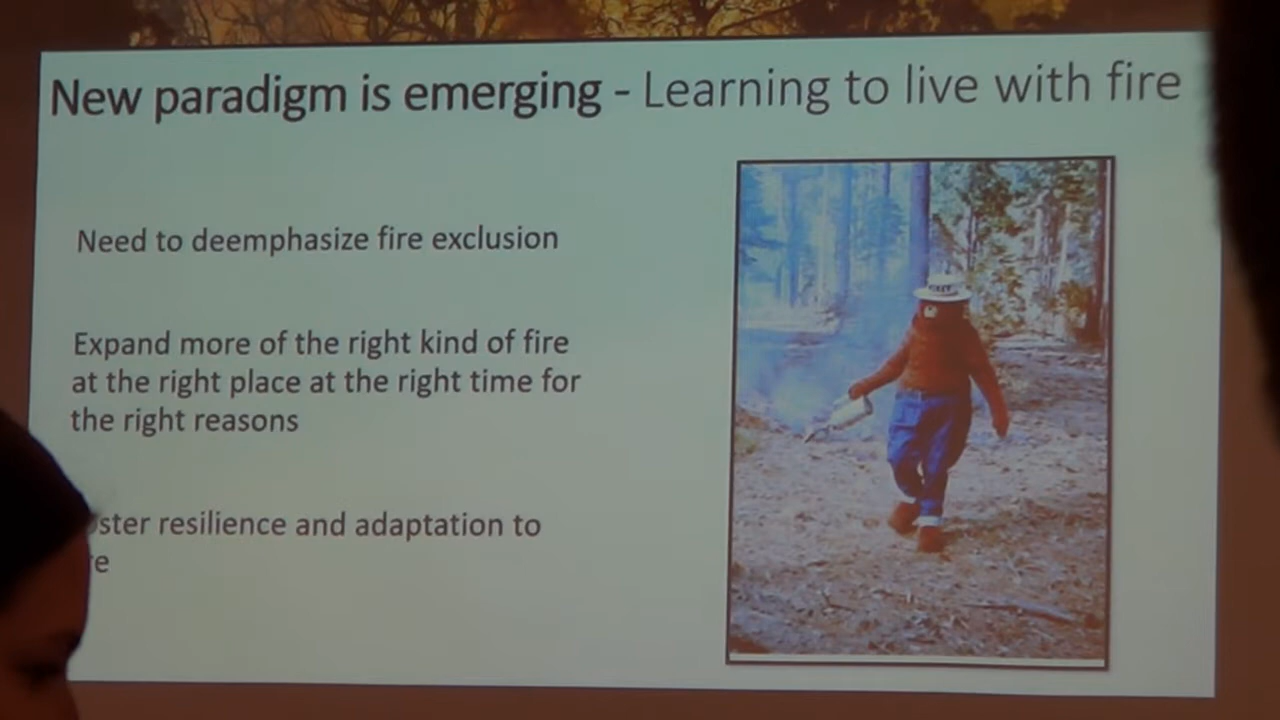 New paradigm is emerging - Learning to live with fire
Need to deemphasize fire exclusion
Expand more of the right kind of fire
at the right place at the right time for
the right reasons
resilience and adaptation to